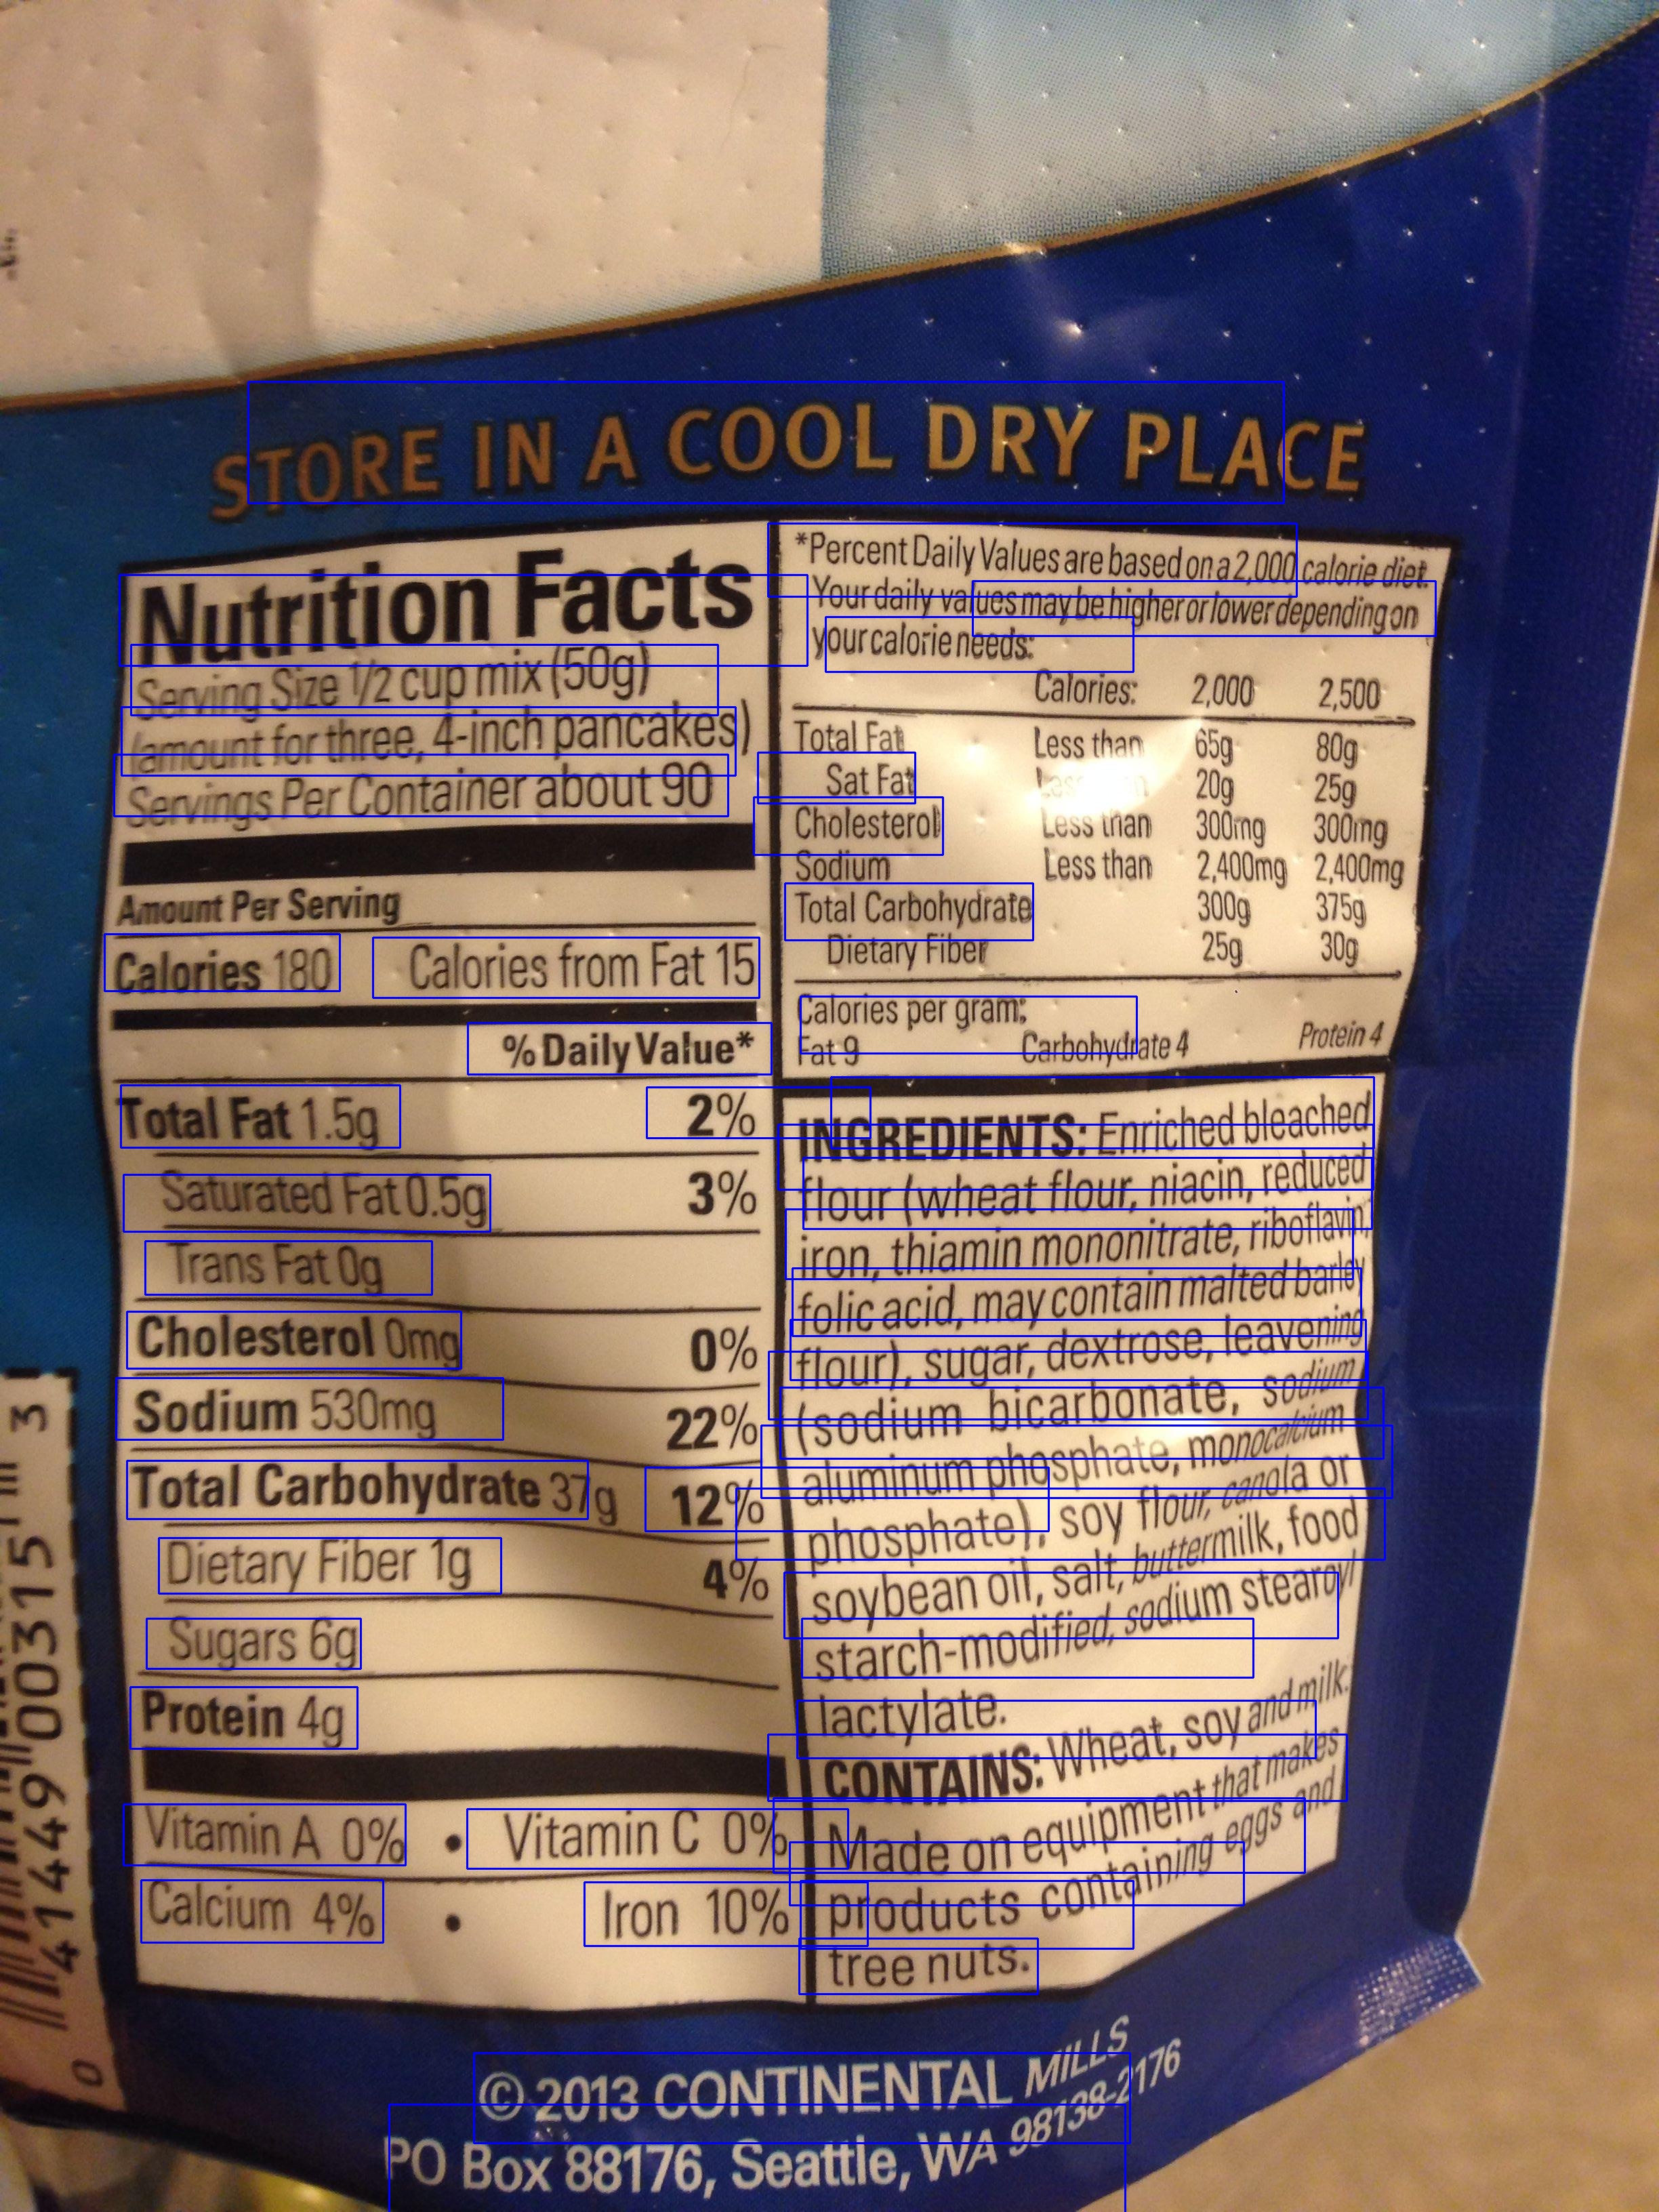 STORE IN A COOL DRY PLACE
Nutrition Facts
Serving Size 1/2 cup mix (50g)
(amount for three, 4-inch pancakes)
Servings Per Container about 90
Amount Per Serving
Calories 180 Calories from Fat 15
% Daily Value*
Total Fat 1.5g 2%
Saturated Fat 0.5g 3%
Trans Fat 0g
Cholesterol 0mg 0%
Sodium 530mg 22%
Total Carbohydrate 37g 12%
Dietary Fiber 1g 4%
Sugars 6g
Protein 4g
Vitamin A 0% • Vitamin C 0%
Calcium 4% • Iron 10%
*Percent Daily Values are based on a 2,000 calorie diet.
Your daily values may be higher or lower depending on
your calorie needs:
Calories: 2,000 2,500
Total Fat Less than 65g 80g
Sat Fat Less than 20g 25g
Cholesterol Less than 300mg 300mg
Sodium Less than 2,400mg 2,400mg
Total Carbohydrate 300g 375g
Dietary Fiber 25g 30g
Calories per gram:
Fat 9 Carbohydrate 4 Protein 4
INGREDIENTS: Enriched bleached
flour (wheat flour, niacin, reduced
iron, thiamin mononitrate, riboflavin,
folic acid, may contain malted barley
flour), sugar, dextrose, leavening
(sodium bicarbonate, sodium
aluminum phosphate, monocalcium
phosphate), soy flour, canola or
soybean oil, salt, buttermilk, food
starch-modified, sodium stearoyl
lactylate.
CONTAINS: Wheat, soy and milk.
Made on equipment that makes
products containing eggs and
tree nuts.
© 2013 CONTINENTAL MILLS
PO Box 88176, Seattle, WA 98138-2176
0 41449 00315 3